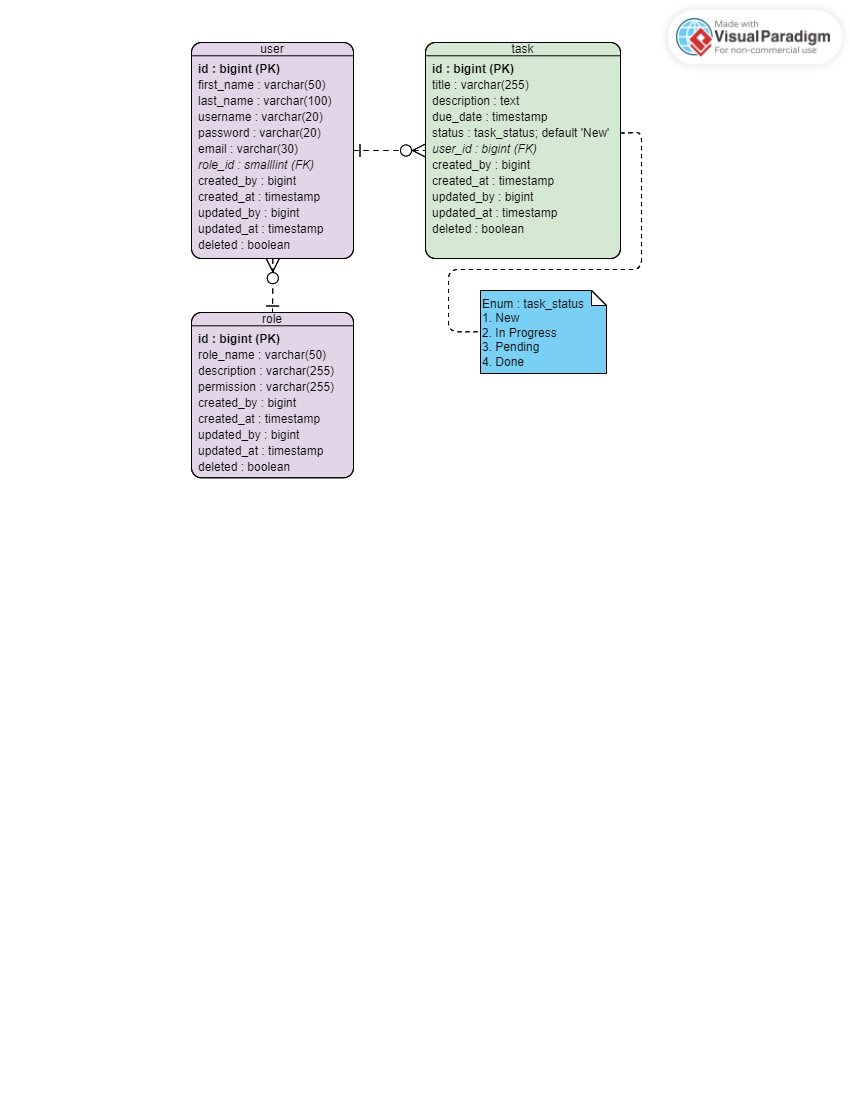 Made with
Visual Paradigm
For non-commercial use
user
id : bigint (PK)
first_name : varchar(50)
last_name : varchar(100)
username : varchar(20)
password : varchar(20)
email : varchar(30)
role_id : smalllint (FK)
created_by : bigint
created_at : timestamp
updated_by : bigint
updated_at : timestamp
deleted : boolean
task
id : bigint (PK)
title : varchar(255)
description : text
due_date : timestamp
status : task_status; default 'New'
user_id : bigint (FK)
created_by : bigint
created_at : timestamp
updated_by : bigint
updated_at : timestamp
deleted : boolean
Enum : task_status
1. New
2. In Progress
3. Pending
4. Done
role
id : bigint (PK)
role_name : varchar(50)
description : varchar(255)
permission : varchar(255)
created_by : bigint
created_at : timestamp
updated_by : bigint
updated_at : timestamp
deleted : boolean